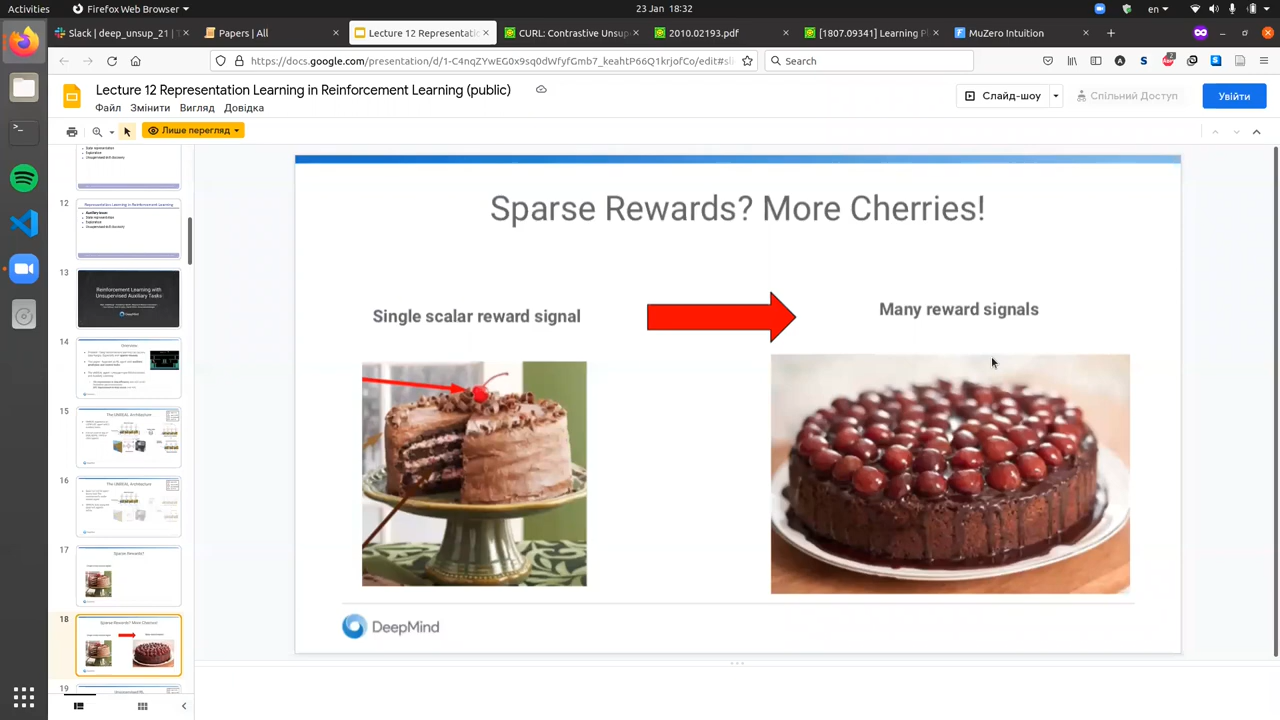 Activities
Firefox Web Browser
23 Jan 18:32
en
Slack | deep_unsup_21 | T
Papers | All
Lecture 12 Representati
CURL: Contrastive Unsup
2010.02193.pdf
[1807.09341] Learning Pl
MuZero Intuition
https://docs.google.com/presentation/d/1-C4nqZYwEG0x9sq0dWfyfGmb7_keahtP66Q1krjofCo/edit#sli
Search
Lecture 12 Representation Learning in Reinforcement Learning (public)
Файл
Змінити
Вигляд
Довідка
Слайд-шоу
Спільний Доступ
Увійти
Лише перегляд
12
Representation Learning in Reinforcement Learning
13
Reinforcement Learning with
Unsupervised Auxiliary Tasks
DeepMind
14
Overview
15
The UNREAL Architecture
16
The UNREAL Architecture
17
Sparse Rewards?
18
Sparse Rewards? More Cherries!
19
Sparse Rewards? More Cherries!
Single scalar reward signal
Many reward signals
DeepMind